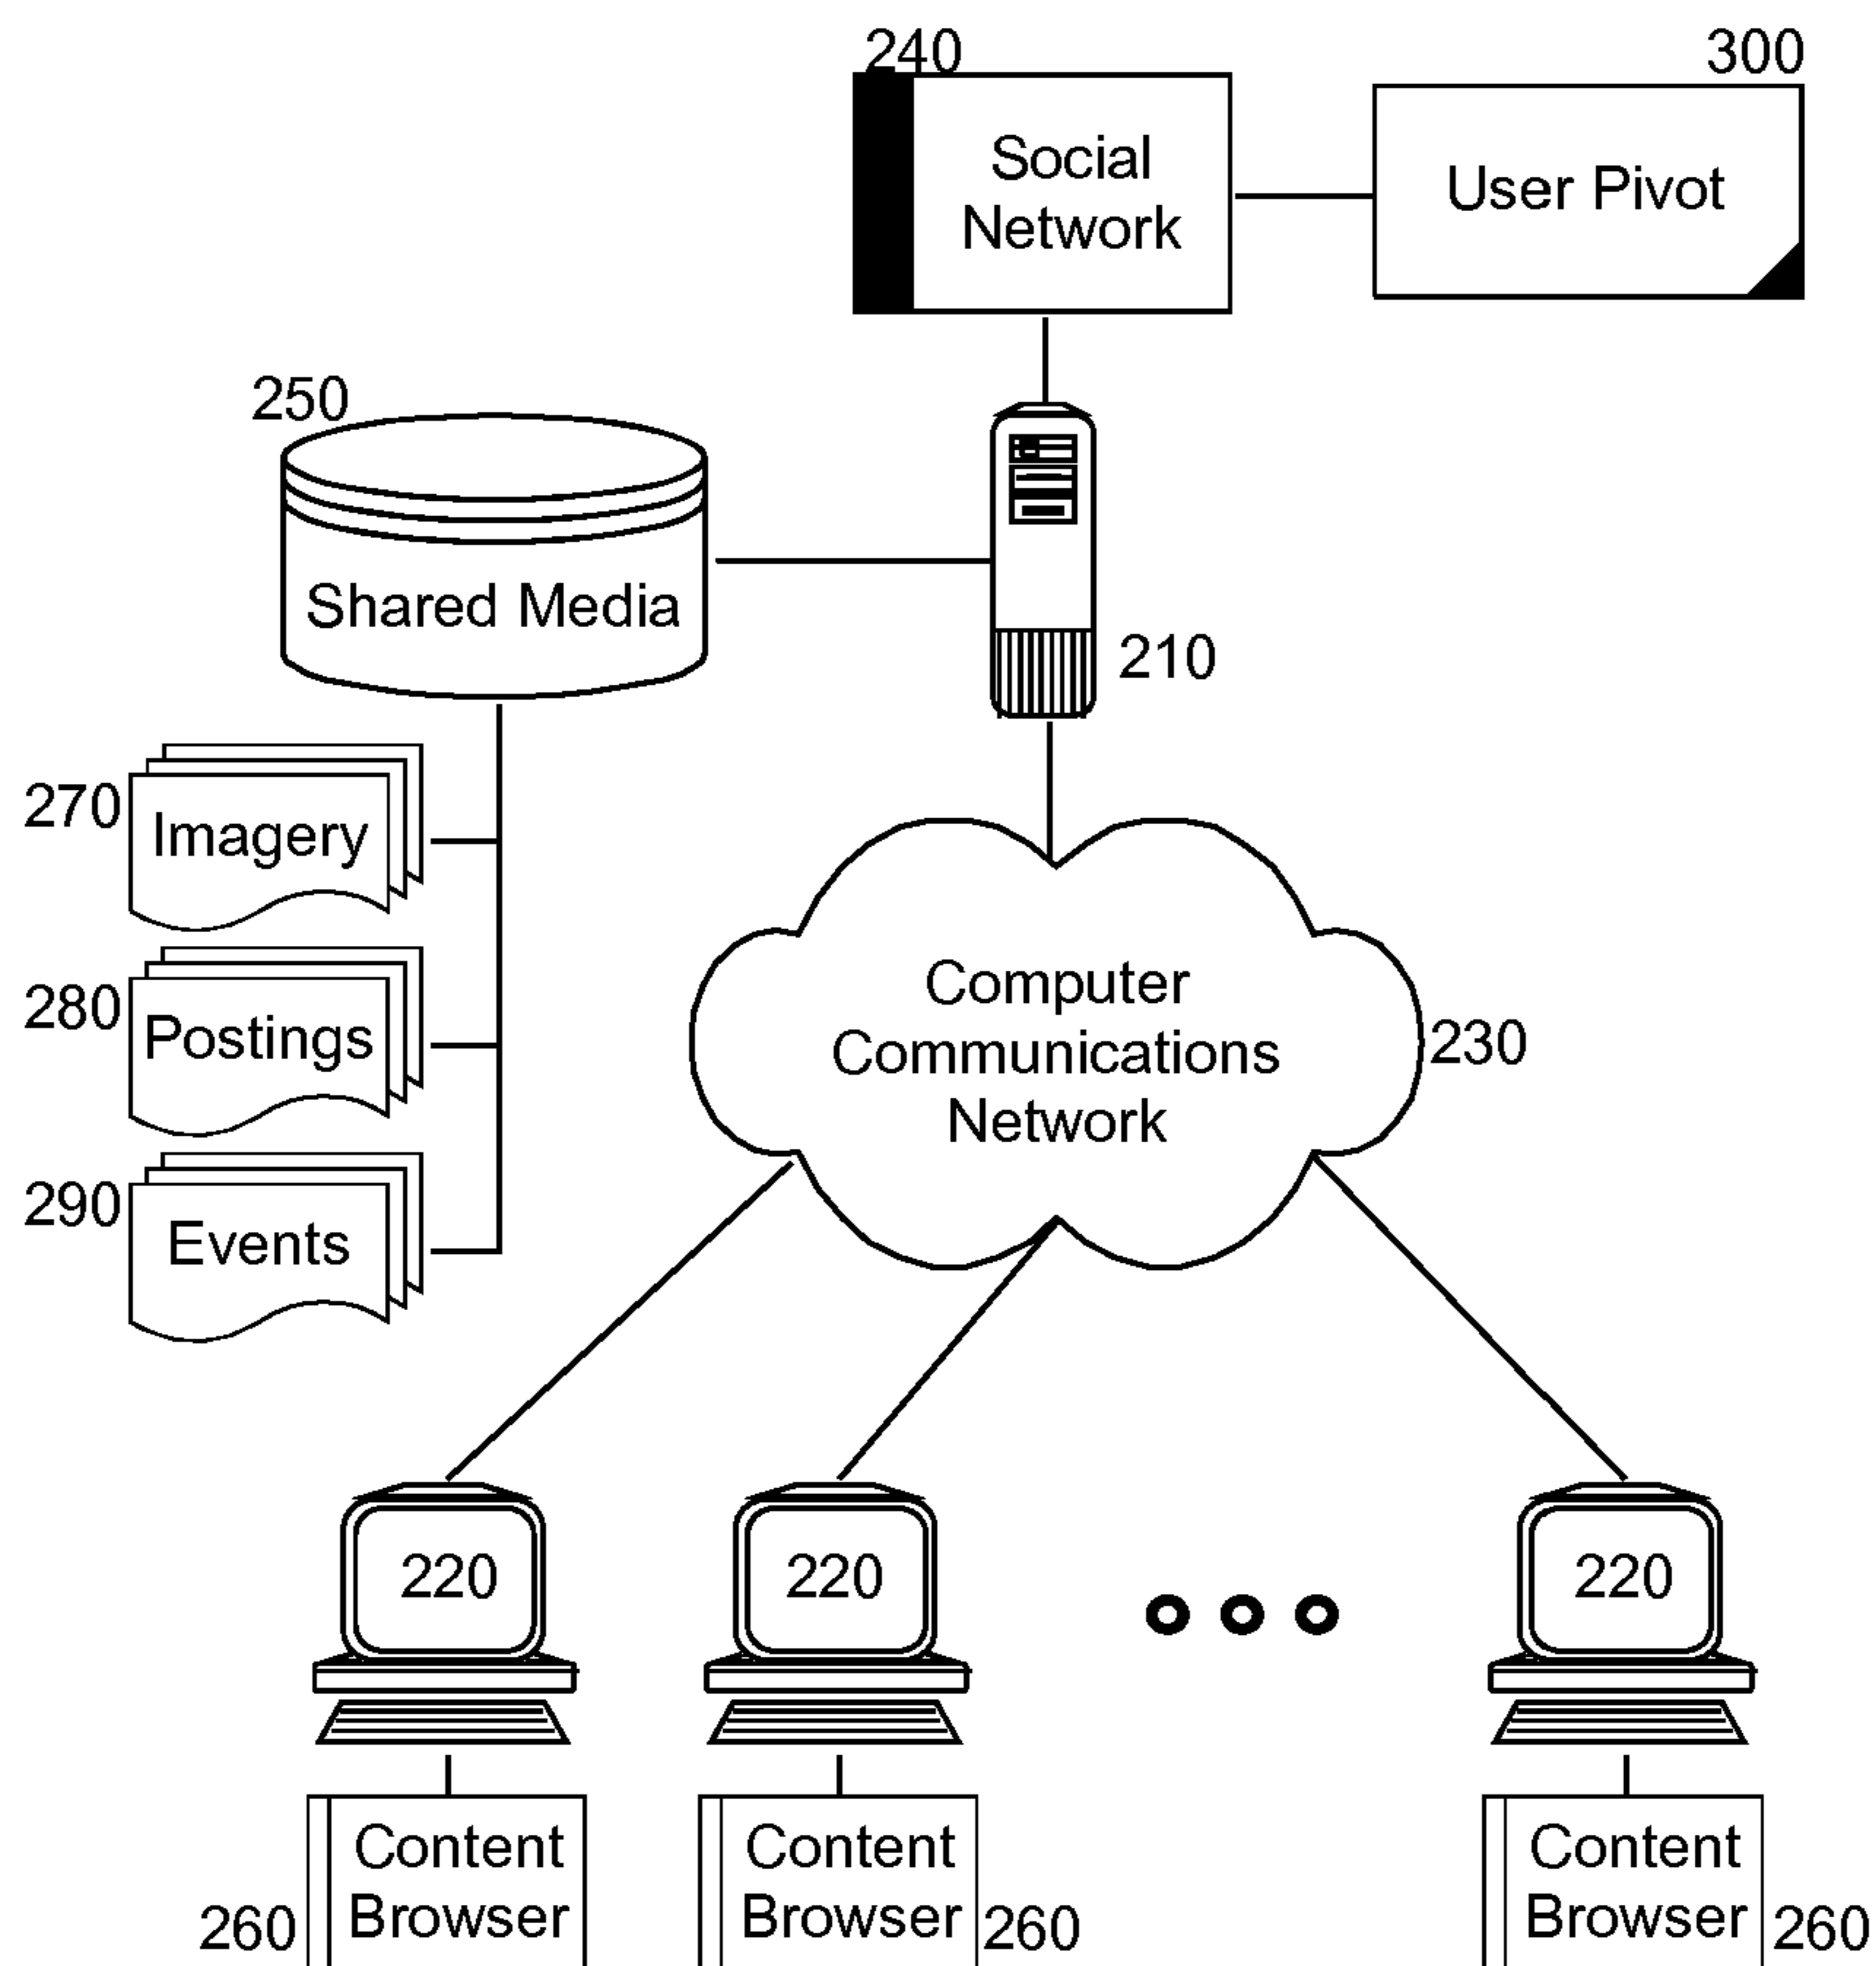 240
300
Social
Network
User Pivot
250
Shared Media
210
270
Imagery
280
Postings
290
Events
Computer
Communications
Network
230
220
220
220
Content
Browser
260
Content
Browser
260
Content
Browser
260